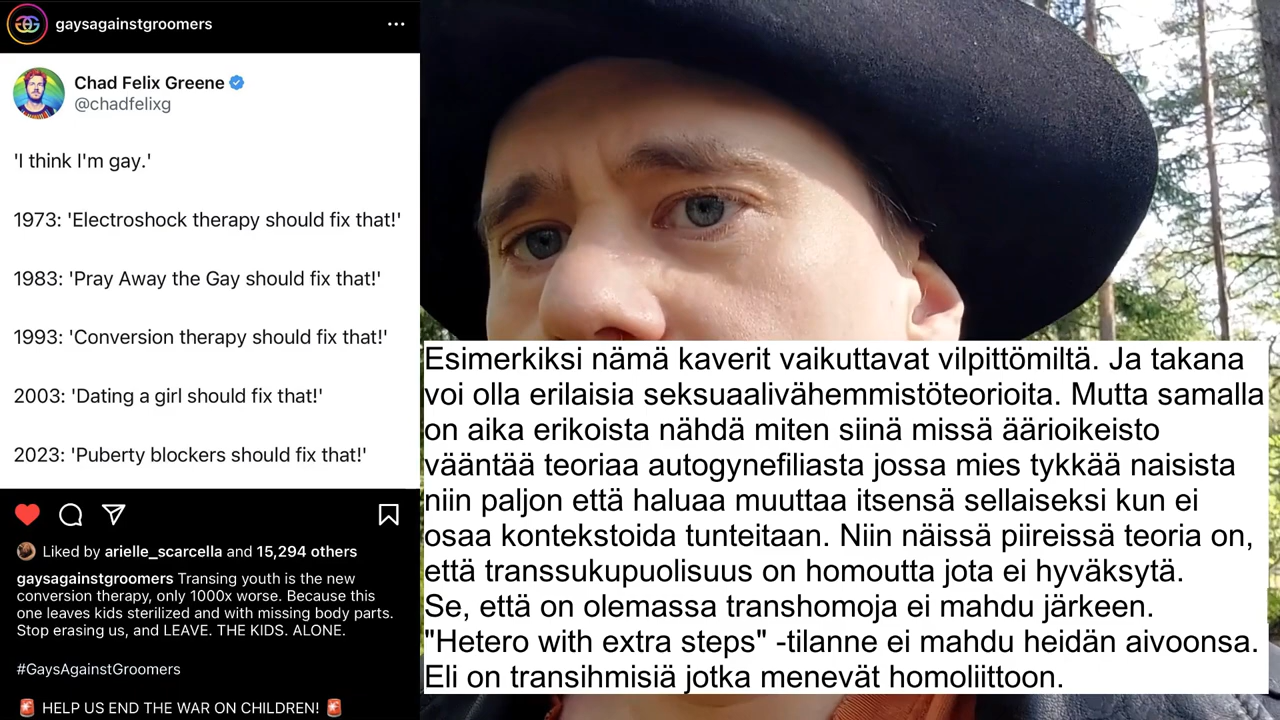 gaysagainstgroomers
Chad Felix Greene
@chadfelixg
'I think I'm gay.'
1973: 'Electroshock therapy should fix that!'
1983: 'Pray Away the Gay should fix that!'
1993: 'Conversion therapy should fix that!'
2003: 'Dating a girl should fix that!'
2023: 'Puberty blockers should fix that!'
Liked by arielle_scarcella and 15,294 others
gaysagainstgroomers Transing youth is the new
conversion therapy, only 1000x worse. Because this
one leaves kids sterilized and with missing body parts.
Stop erasing us, and LEAVE. THE KIDS. ALONE.
#GaysAgainstGroomers
🚨 HELP US END THE WAR ON CHILDREN! 🚨
Esimerkiksi nämä kaverit vaikuttavat vilpittömiltä. Ja takana
voi olla erilaisia seksuaalivähemmistöteorioita. Mutta samalla
on aika erikoista nähdä miten siinä missä äärioikeisto
vääntää teoriaa autogynefiliasta jossa mies tykkää naisista
niin paljon että haluaa muuttaa itsensä sellaiseksi kun ei
osaa kontekstoida tunteitaan. Niin näissä piireissä teoria on,
että transsukupuolisuus on homoutta jota ei hyväksytä.
Se, että on olemassa transhomoja ei mahdu järkeen.
"Hetero with extra steps" -tilanne ei mahdu heidän aivoonsa.
Eli on transihmisiä jotka menevät homoliittoon.